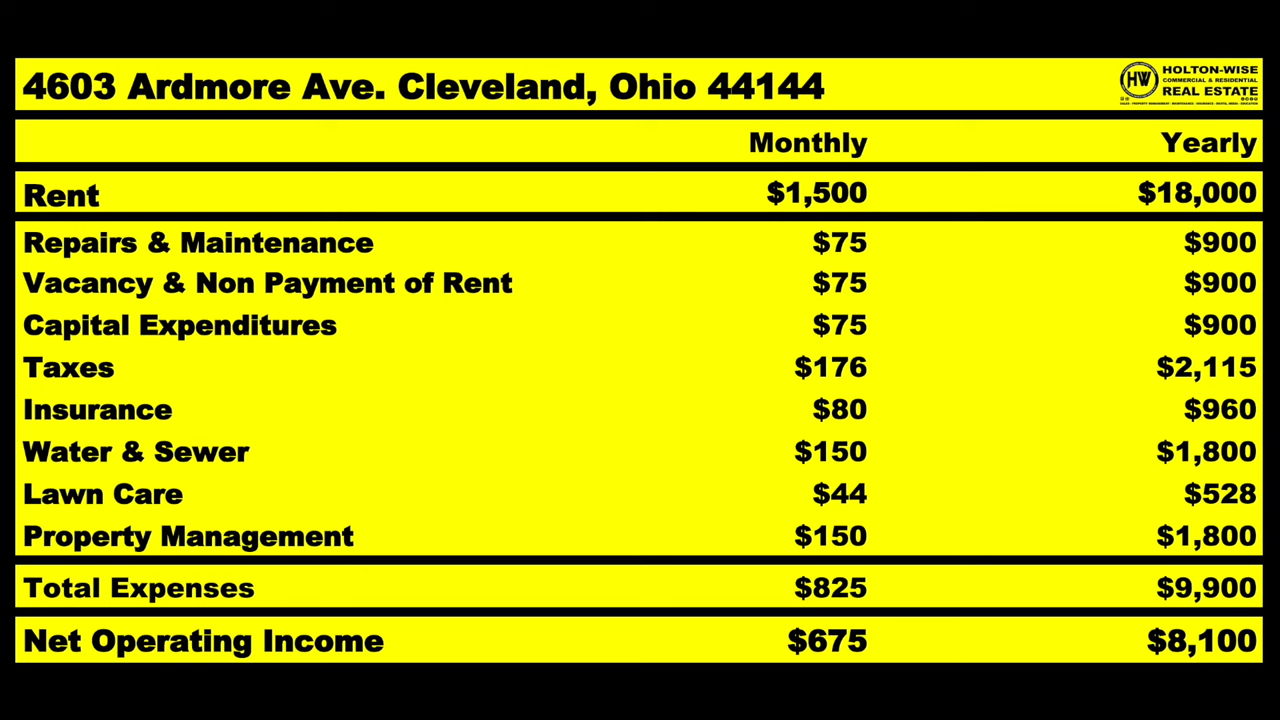 4603 Ardmore Ave. Cleveland, Ohio 44144
HW
HOLTON-WISE
COMMERCIAL & RESIDENTIAL
REAL ESTATE
Monthly Yearly
Rent $1,500 $18,000
Repairs & Maintenance $75 $900
Vacancy & Non Payment of Rent $75 $900
Capital Expenditures $75 $900
Taxes $176 $2,115
Insurance $80 $960
Water & Sewer $150 $1,800
Lawn Care $44 $528
Property Management $150 $1,800
Total Expenses $825 $9,900
Net Operating Income $675 $8,100